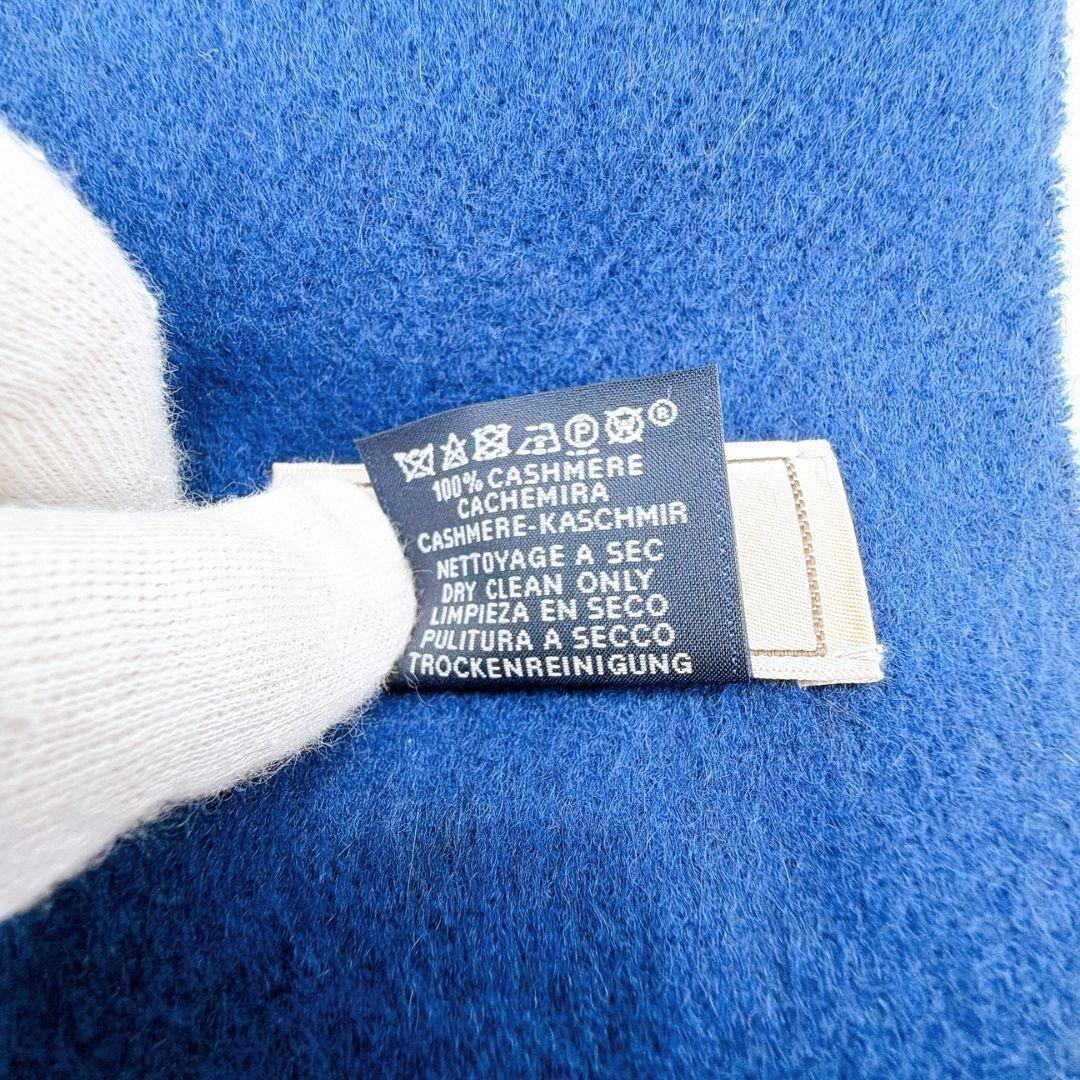 Ⓟ Ⓦ ®
100% CASHMERE
CACHEMIRA
CASHMERE-KASCHMIR
NETTOYAGE A SEC
DRY CLEAN ONLY
LIMPIEZA EN SECO
PULITURA A SECCO
TROCKENREINIGUNG